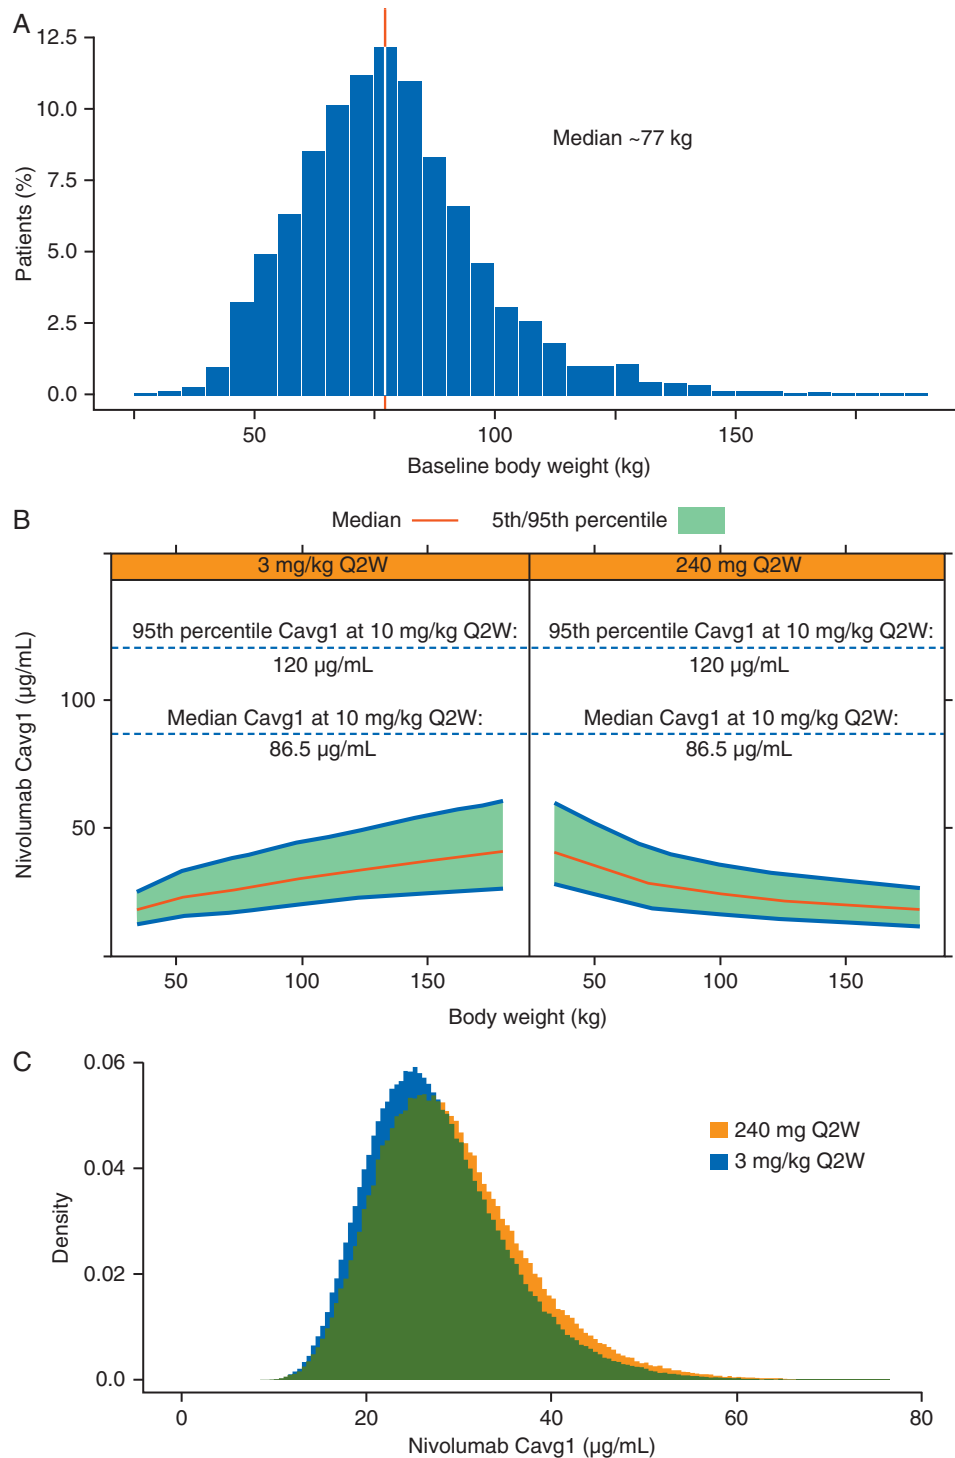 A
12.5
10.0
7.5
5.0
2.5
0.0
Patients (%)
Median ~77 kg
50 100 150
Baseline body weight (kg)
B
Median 5th/95th percentile
3 mg/kg Q2W 240 mg Q2W
95th percentile Cavg1 at 10 mg/kg Q2W: 95th percentile Cavg1 at 10 mg/kg Q2W:
120 µg/mL 120 µg/mL
Median Cavg1 at 10 mg/kg Q2W: Median Cavg1 at 10 mg/kg Q2W:
86.5 µg/mL 86.5 µg/mL
100
50
Nivolumab Cavg1 (µg/mL)
50 100 150 50 100 150
Body weight (kg)
C
0.06
0.04
0.02
0.0
Density
240 mg Q2W
3 mg/kg Q2W
0 20 40 60 80
Nivolumab Cavg1 (µg/mL)